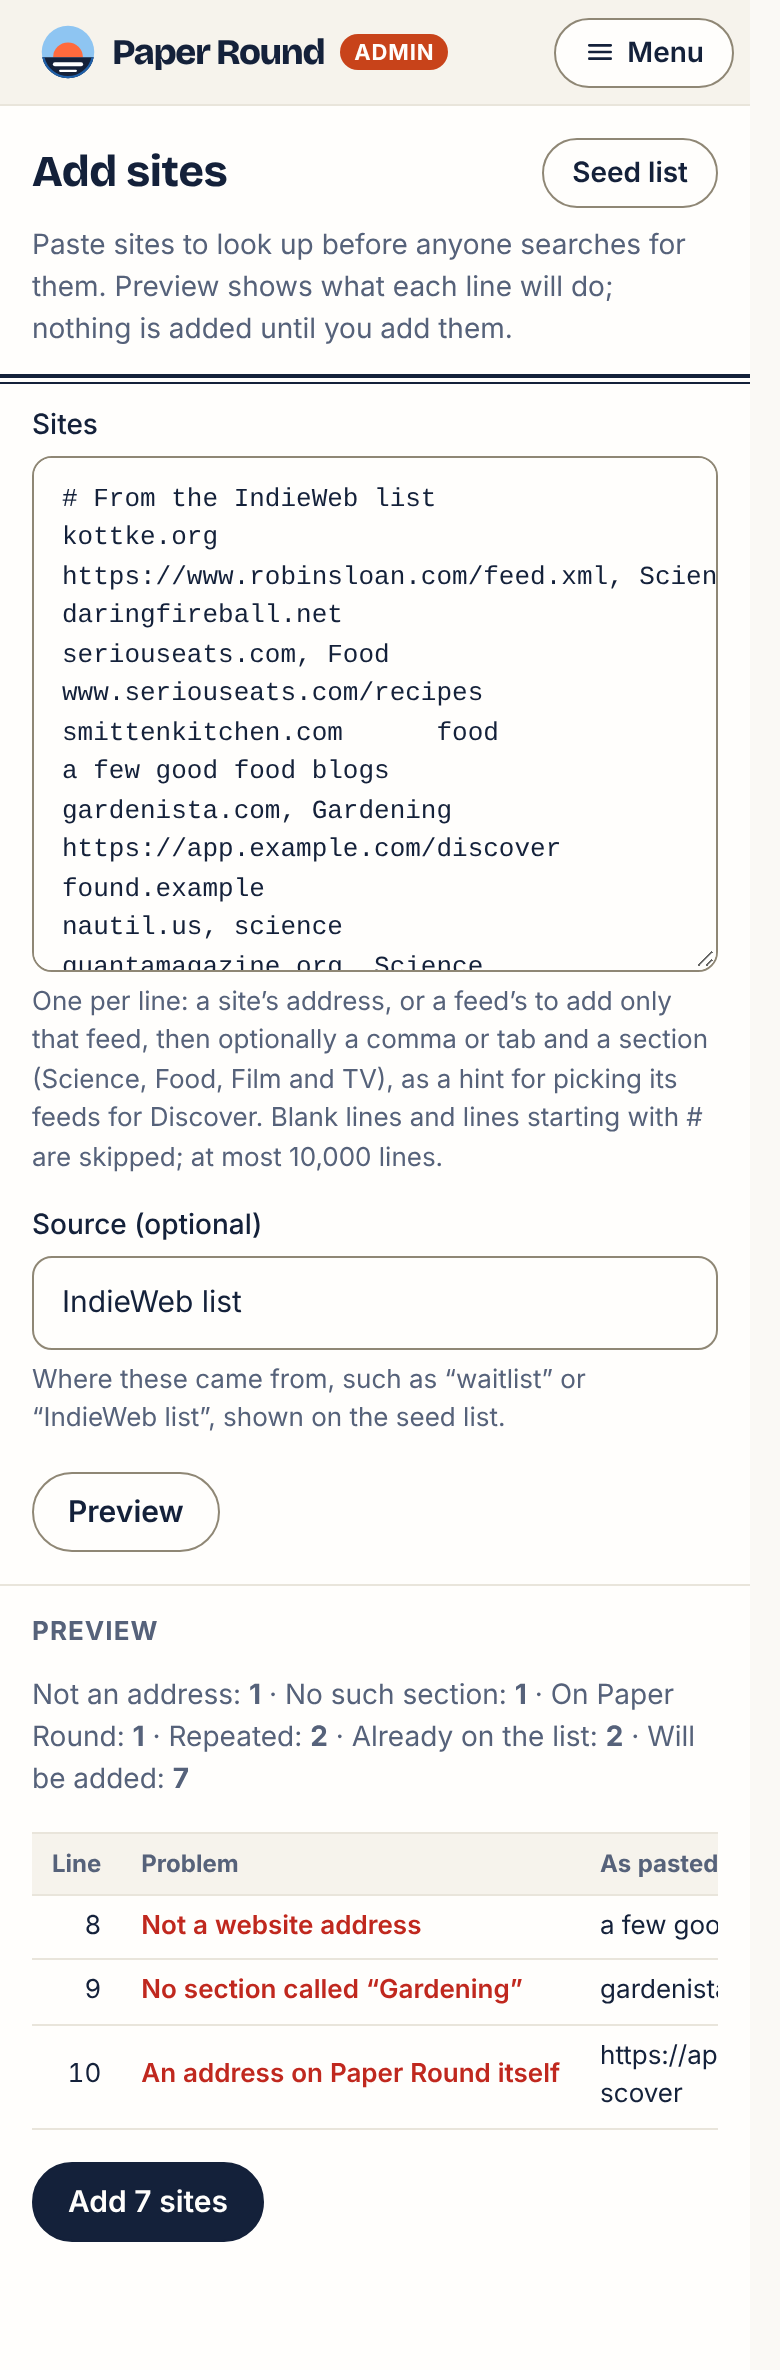 Paper Round ADMIN Menu
Add sites
Seed list
Paste sites to look up before anyone searches for
them. Preview shows what each line will do;
nothing is added until you add them.
Sites
# From the IndieWeb list
kottke.org
https://www.robinsloan.com/feed.xml, Scien
daringfireball.net
seriouseats.com, Food
www.seriouseats.com/recipes
smittenkitchen.com food
a few good food blogs
gardenista.com, Gardening
https://app.example.com/discover
found.example
nautil.us, science
quantamagazine.org, Science
One per line: a site’s address, or a feed’s to add only
that feed, then optionally a comma or tab and a section
(Science, Food, Film and TV), as a hint for picking its
feeds for Discover. Blank lines and lines starting with #
are skipped; at most 10,000 lines.
Source (optional)
IndieWeb list
Where these came from, such as “waitlist” or
“IndieWeb list”, shown on the seed list.
Preview
PREVIEW
Not an address: 1 · No such section: 1 · On Paper
Round: 1 · Repeated: 2 · Already on the list: 2 · Will
be added: 7
Line Problem As pasted
8 Not a website address a few goo
9 No section called “Gardening” gardenista
10 An address on Paper Round itself https://ap
scover
Add 7 sites